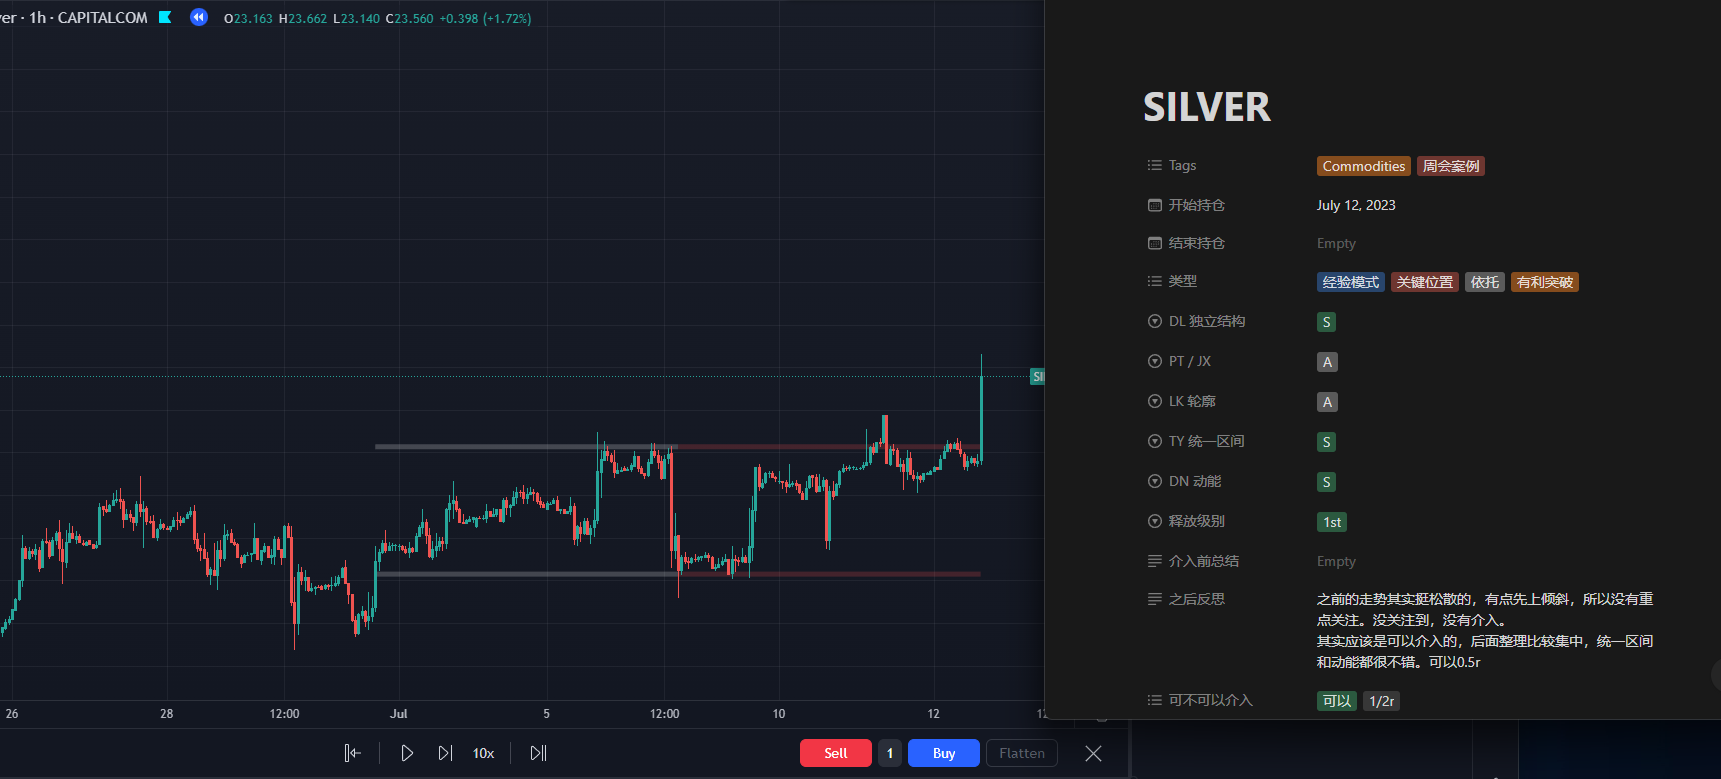 ver · 1h · CAPITALCOM O23.163 H23.662 L23.140 C23.560 +0.398 (+1.72%)
26
28
12:00
Jul
5
12:00
10
12
12
10x
Sell
1
Buy
Flatten
SILVER
Tags Commodities 周会案例
开始持仓 July 12, 2023
结束持仓 Empty
类型 经验模式 关键位置 依托 有利突破
DL 独立结构 S
PT / JX A
LK 轮廓 A
TY 统一区间 S
DN 动能 S
释放级别 1st
介入前总结 Empty
之后反思 之前的走势其实挺松散的，有点先上倾斜，所以没有重
点关注。没关注到，没有介入。
其实应该是可以介入的，后面整理比较集中，统一区间
和动能都很不错。可以0.5r
可不可以介入 可以 1/2r